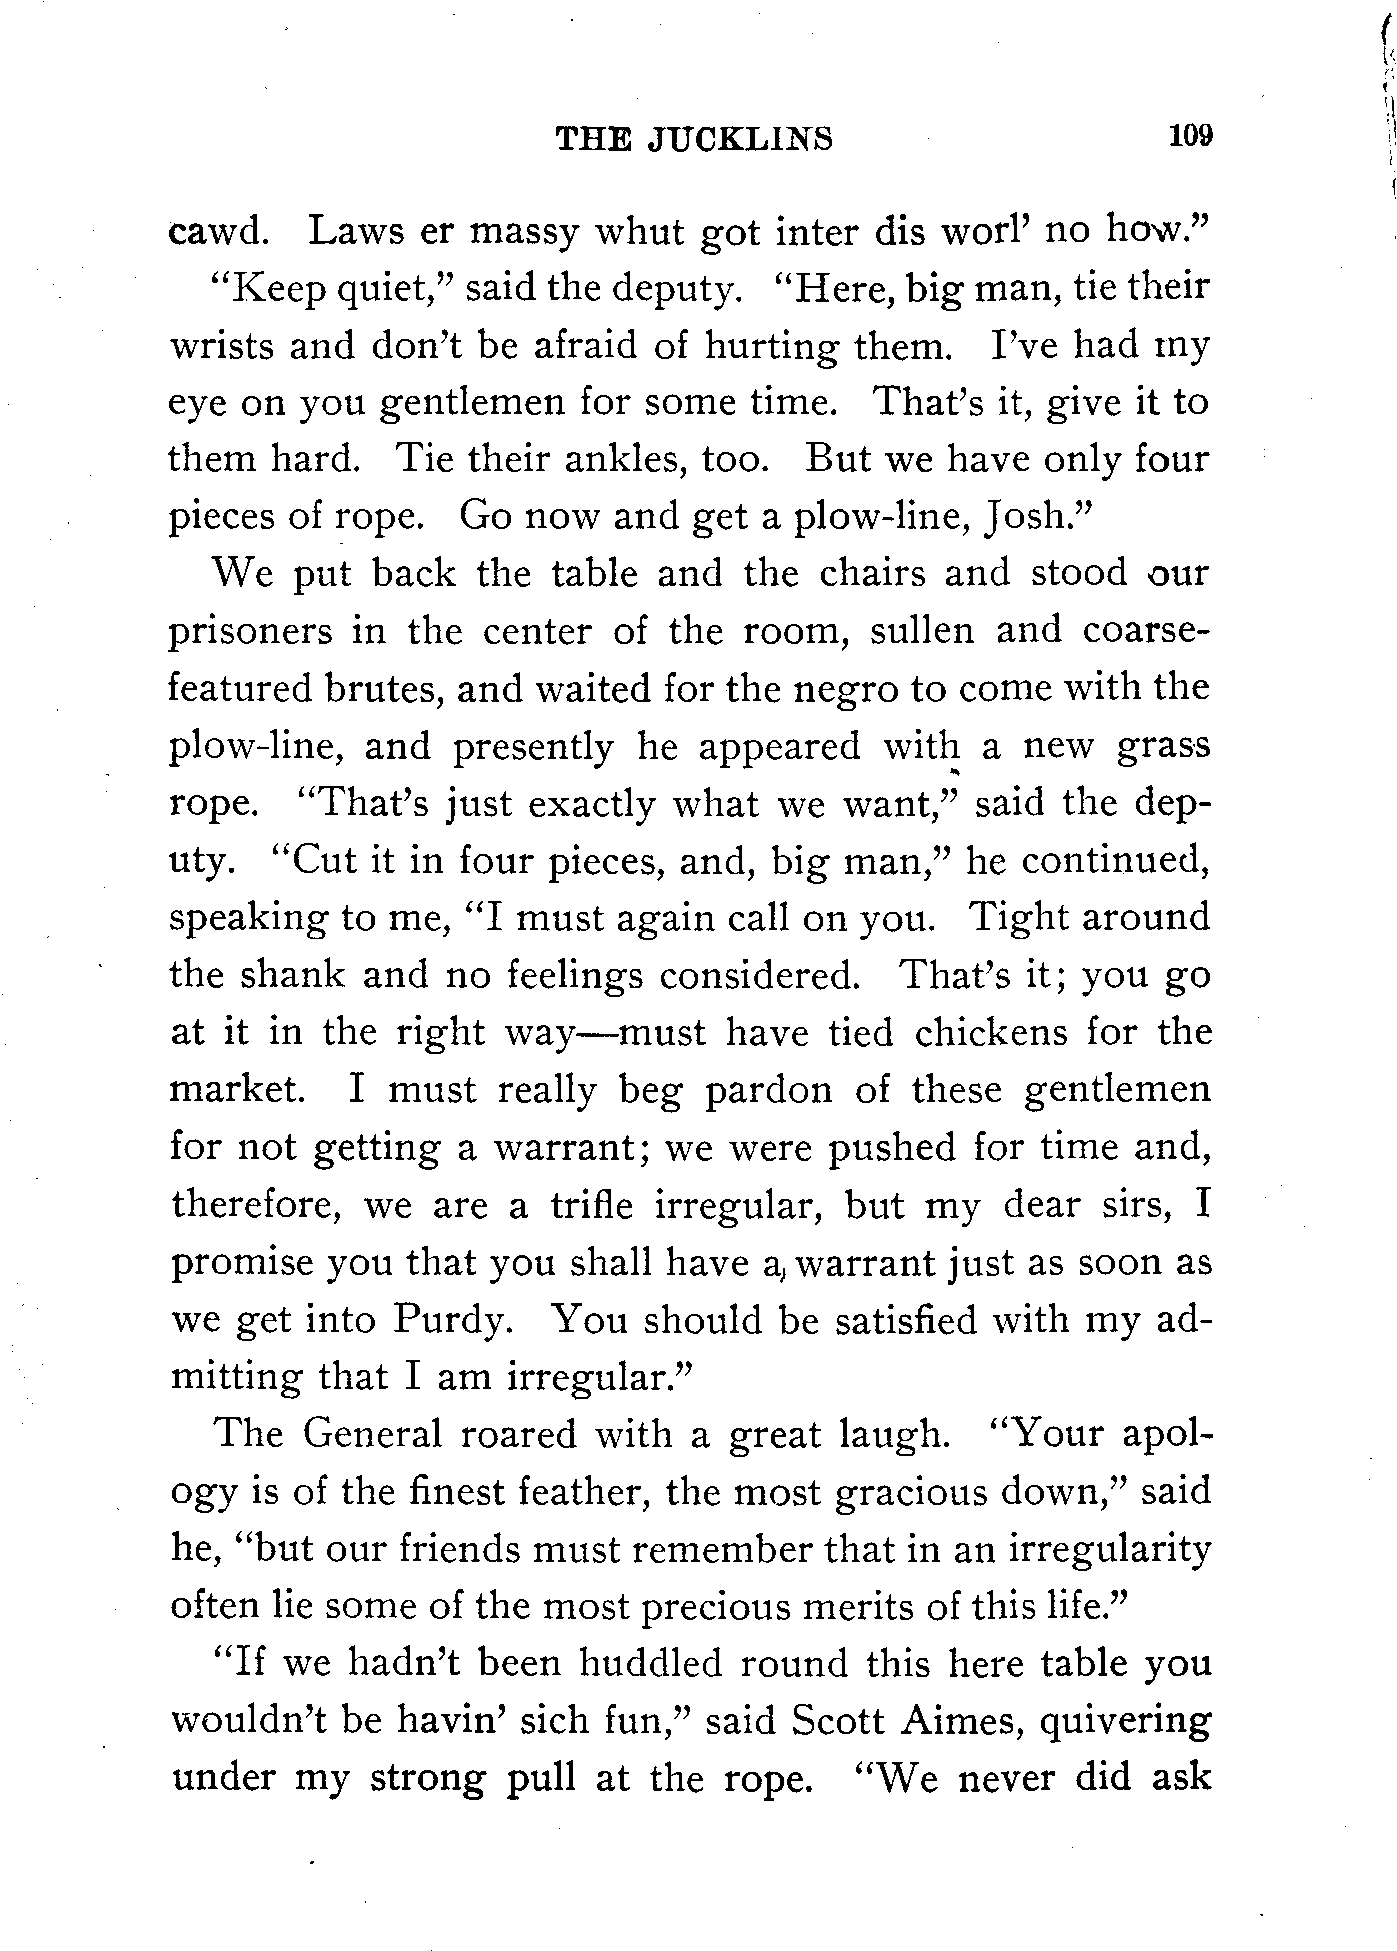 THE JUCKLINS 109
cawd. Laws er massy whut got inter dis worl' no how."
"Keep quiet," said the deputy. "Here, big man, tie their
wrists and don't be afraid of hurting them. I've had my
eye on you gentlemen for some time. That's it, give it to
them hard. Tie their ankles, too. But we have only four
pieces of rope. Go now and get a plow-line, Josh."
We put back the table and the chairs and stood our
prisoners in the center of the room, sullen and coarse-
featured brutes, and waited for the negro to come with the
plow-line, and presently he appeared with a new grass
rope. "That's just exactly what we want," said the dep-
uty. "Cut it in four pieces, and, big man," he continued,
speaking to me, "I must again call on you. Tight around
the shank and no feelings considered. That's it; you go
at it in the right way—must have tied chickens for the
market. I must really beg pardon of these gentlemen
for not getting a warrant; we were pushed for time and,
therefore, we are a trifle irregular, but my dear sirs, I
promise you that you shall have a warrant just as soon as
we get into Purdy. You should be satisfied with my ad-
mitting that I am irregular."
The General roared with a great laugh. "Your apol-
ogy is of the finest feather, the most gracious down," said
he, "but our friends must remember that in an irregularity
often lie some of the most precious merits of this life."
"If we hadn't been huddled round this here table you
wouldn't be havin' sich fun," said Scott Aimes, quivering
under my strong pull at the rope. "We never did ask